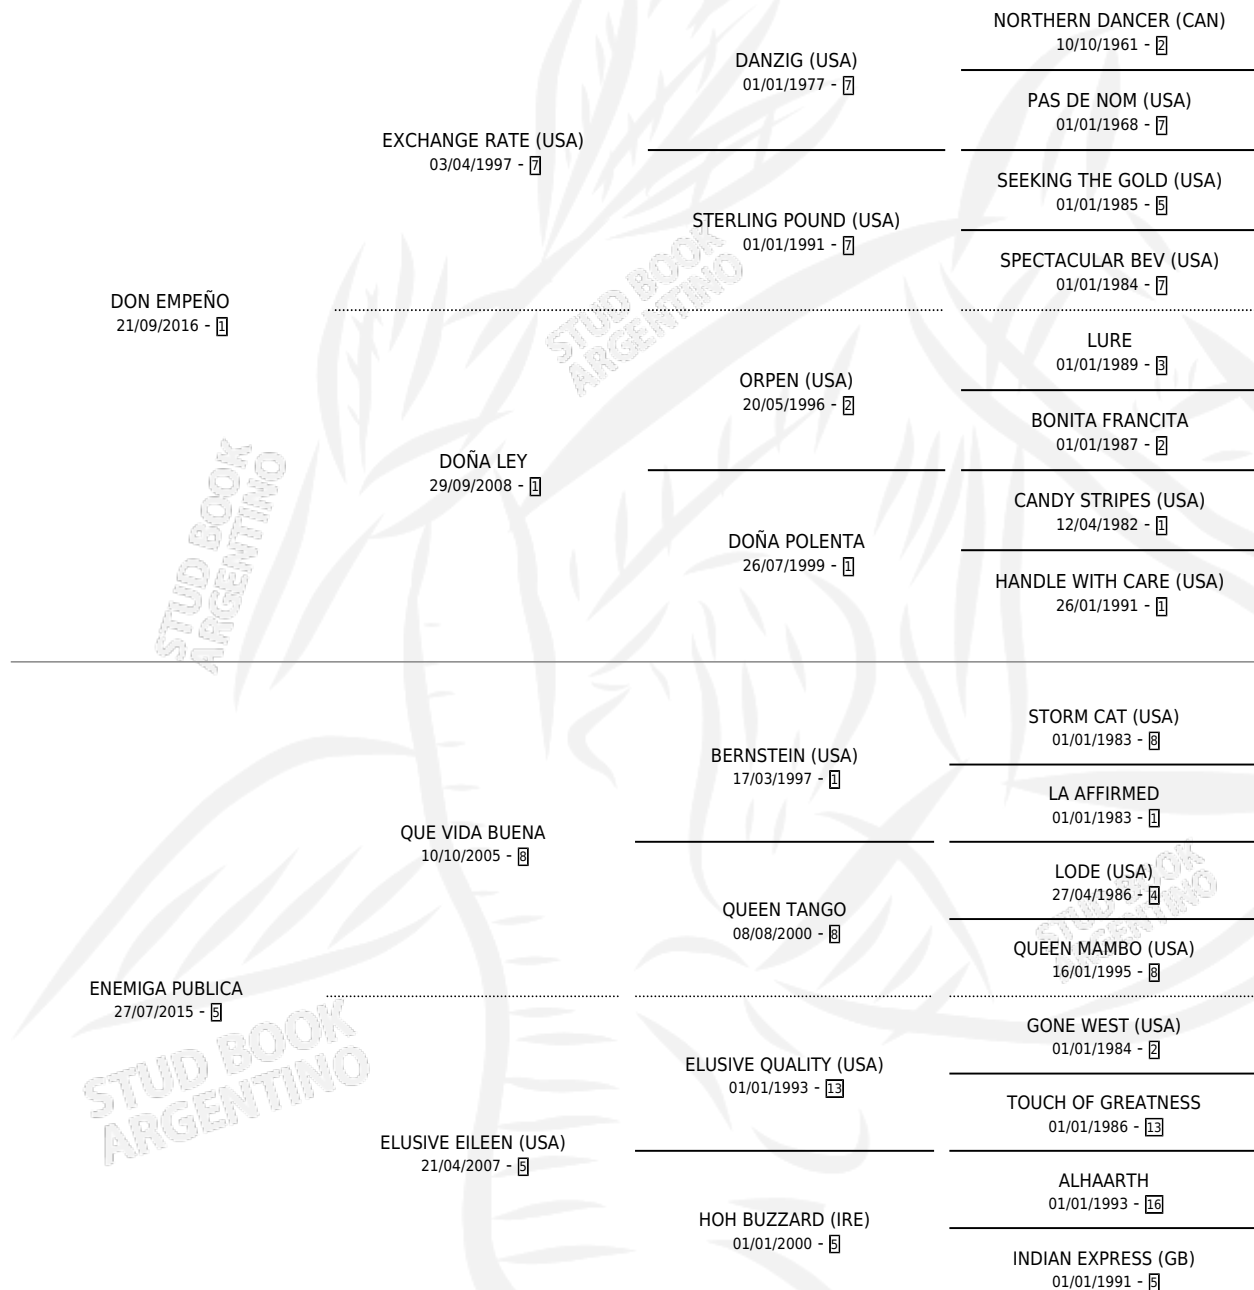 NORTHERN DANCER (CAN)
10/10/1961 - 2
DANZIG (USA)
01/01/1977 - 7
PAS DE NOM (USA)
01/01/1968 - 7
EXCHANGE RATE (USA)
03/04/1997 - 7
SEEKING THE GOLD (USA)
01/01/1985 - 5
STERLING POUND (USA)
01/01/1991 - 7
SPECTACULAR BEV (USA)
01/01/1984 - 7
DON EMPEÑO
21/09/2016 - 1
LURE
01/01/1989 - 3
ORPEN (USA)
20/05/1996 - 2
BONITA FRANCITA
01/01/1987 - 2
DOÑA LEY
29/09/2008 - 1
CANDY STRIPES (USA)
12/04/1982 - 1
DOÑA POLENTA
26/07/1999 - 1
HANDLE WITH CARE (USA)
26/01/1991 - 1
STUD BOOK
ARGENTINO
STUD BOOK
ARGENTINO
STORM CAT (USA)
01/01/1983 - 8
BERNSTEIN (USA)
17/03/1997 - 1
LA AFFIRMED
01/01/1983 - 1
QUE VIDA BUENA
10/10/2005 - 8
LODE (USA)
27/04/1986 - 4
QUEEN TANGO
08/08/2000 - 8
QUEEN MAMBO (USA)
16/01/1995 - 8
STUD BOOK
ARGENTINO
ENEMIGA PUBLICA
27/07/2015 - 5
GONE WEST (USA)
01/01/1984 - 2
ELUSIVE QUALITY (USA)
01/01/1993 - 13
TOUCH OF GREATNESS
01/01/1986 - 13
STUD BOOK
ARGENTINO
ELUSIVE EILEEN (USA)
21/04/2007 - 5
ALHAARTH
01/01/1993 - 16
HOH BUZZARD (IRE)
01/01/2000 - 5
INDIAN EXPRESS (GB)
01/01/1991 - 5